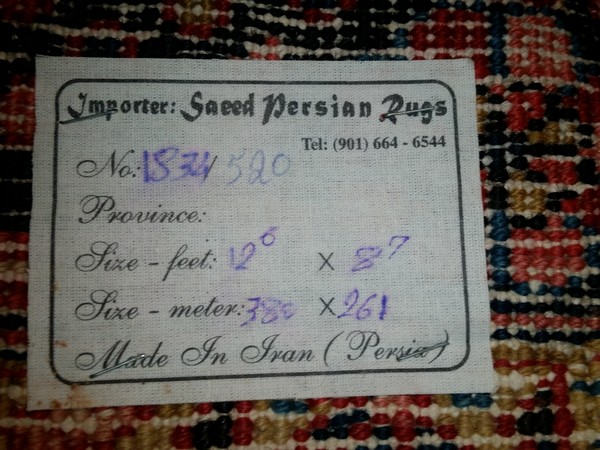 Importer: Saeed Persian Rugs
Tel: (901) 664 - 6544
No.: 1834/520
Province:
Size - feet: 12⁶ X 8⁷
Size - meter: 380 X 261
Made In Iran ( Persia )